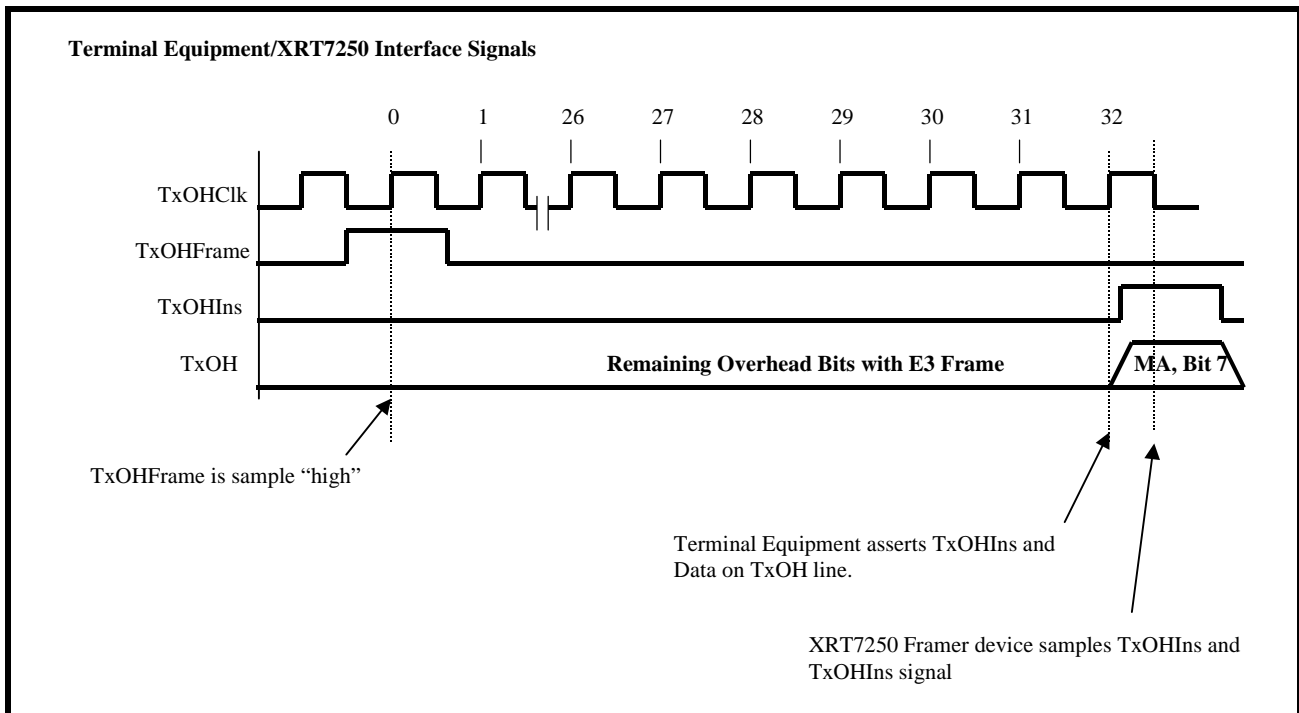 Terminal Equipment/XRT7250 Interface Signals
0 1 26 27 28 29 30 31 32
TxOHClk
TxOHFrame
TxOHIns
TxOH
Remaining Overhead Bits with E3 Frame
MA, Bit 7
TxOHFrame is sample “high”
Terminal Equipment asserts TxOHIns and
Data on TxOH line.
XRT7250 Framer device samples TxOHIns and
TxOHIns signal